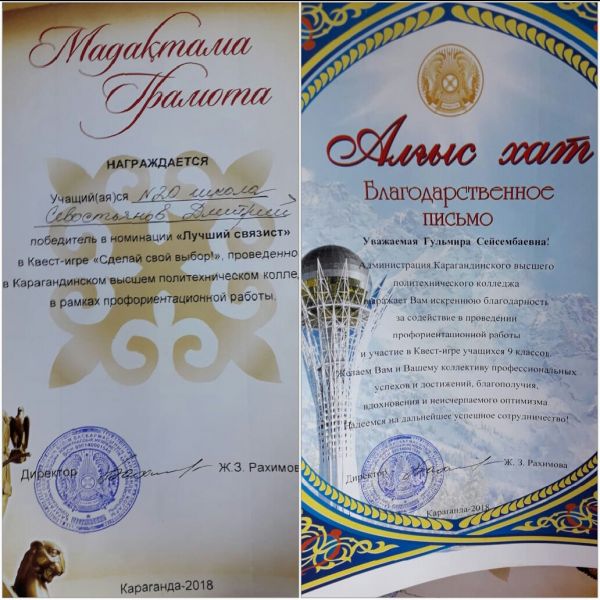 Мадақтама
Грамота
НАГРАЖДАЕТСЯ
Учащий(ая)ся №20 школа
Севостьянов Дмитрий
победитель в номинации «Лучший связист»
в Квест-игре «Сделай свой выбор!», проведенно
в Карагандинском высшем политехническом колле
в рамках профориентационной работы.
Директор Ж.З. Рахимова
Караганда-2018
Алғыс хат
Благодарственное
письмо
Уважаемая Гульмира Сейсембаевна!
Администрация Карагандинского высшего
политехнического колледжа
выражает Вам искреннюю благодарность
за содействие в проведении
профориентационной работы
и участие в Квест-игре учащихся 9 классов.
Желаем Вам и Вашему коллективу профессиональных
успехов и достижений, благополучия,
вдохновения и неисчерпаемого оптимизма.
Надеемся на дальнейшее успешное сотрудничество!
Директор Ж. З. Рахимова
Караганда-2018